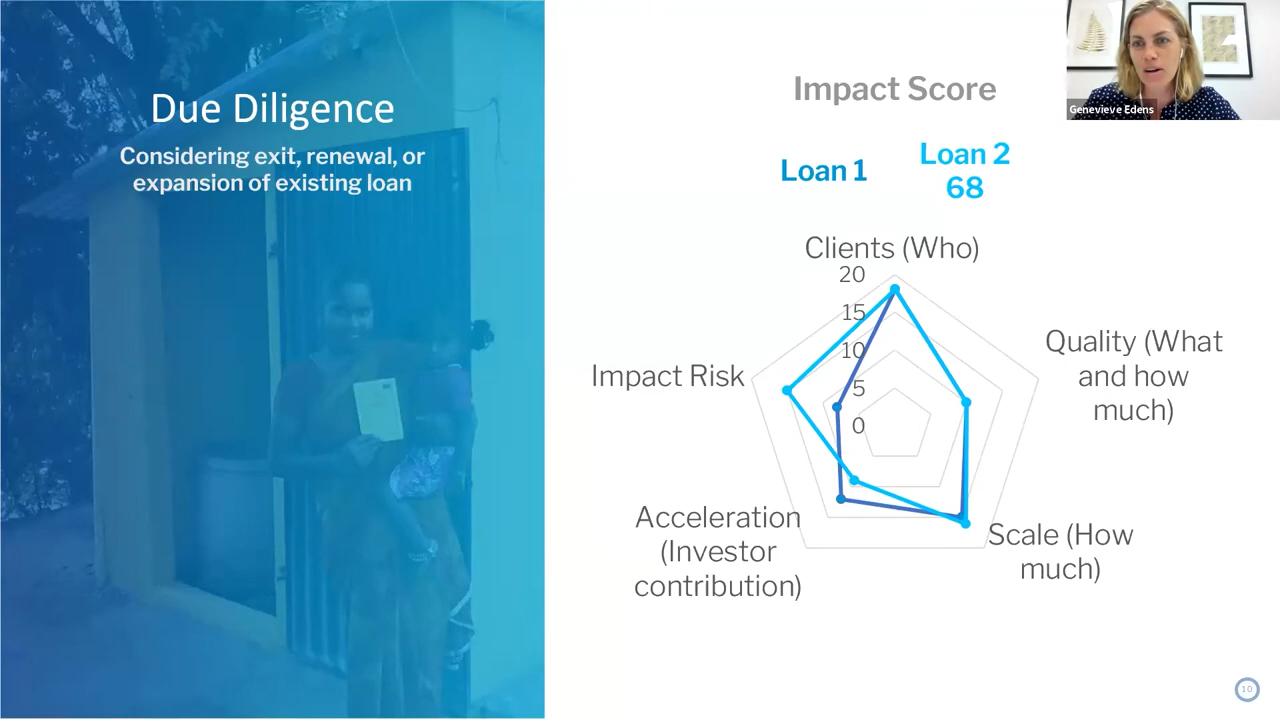 Due Diligence
Considering exit, renewal, or
expansion of existing loan
Impact Score
Loan 1
Loan 2
68
Clients (Who)
20
15
10
5
0
Quality (What
and how
much)
Scale (How
much)
Acceleration
(Investor
contribution)
Impact Risk
Genevieve Edens
10